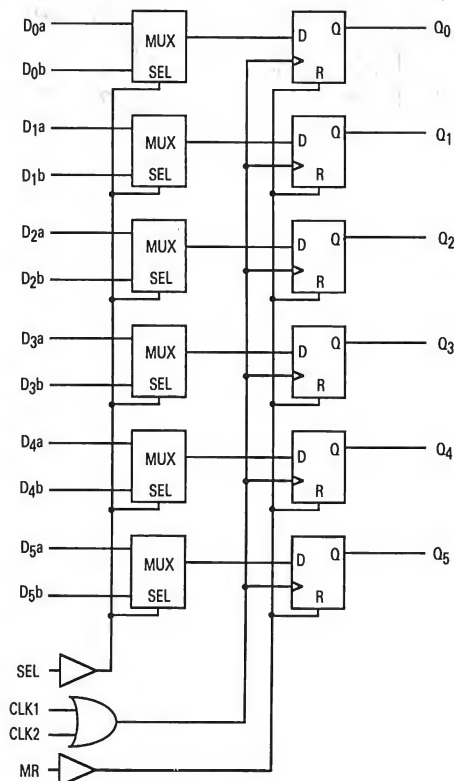 D0a MUX D Q Q0
D0b SEL R
D1a MUX D Q Q1
D1b SEL R
D2a MUX D Q Q2
D2b SEL R
D3a MUX D Q Q3
D3b SEL R
D4a MUX D Q Q4
D4b SEL R
D5a MUX D Q Q5
D5b SEL R
SEL
CLK1
CLK2
MR